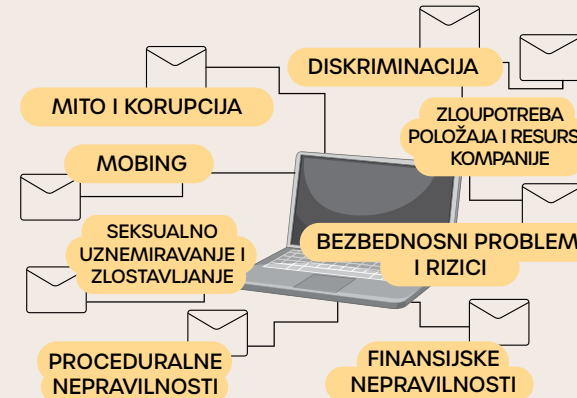 DISKRIMINACIJA
MITO I KORUPCIJA
ZLOUPOTREBA
POLOŽAJA I RESURS
KOMPANIJE
MOBING
SEKSUALNO
UZNEMIRAVANJE I
ZLOSTAVLJANJE
BEZBEDNOSNI PROBLEM
I RIZICI
PROCEDURALNE
NEPRAVILNOSTI
FINANSIJSKE
NEPRAVILNOSTI